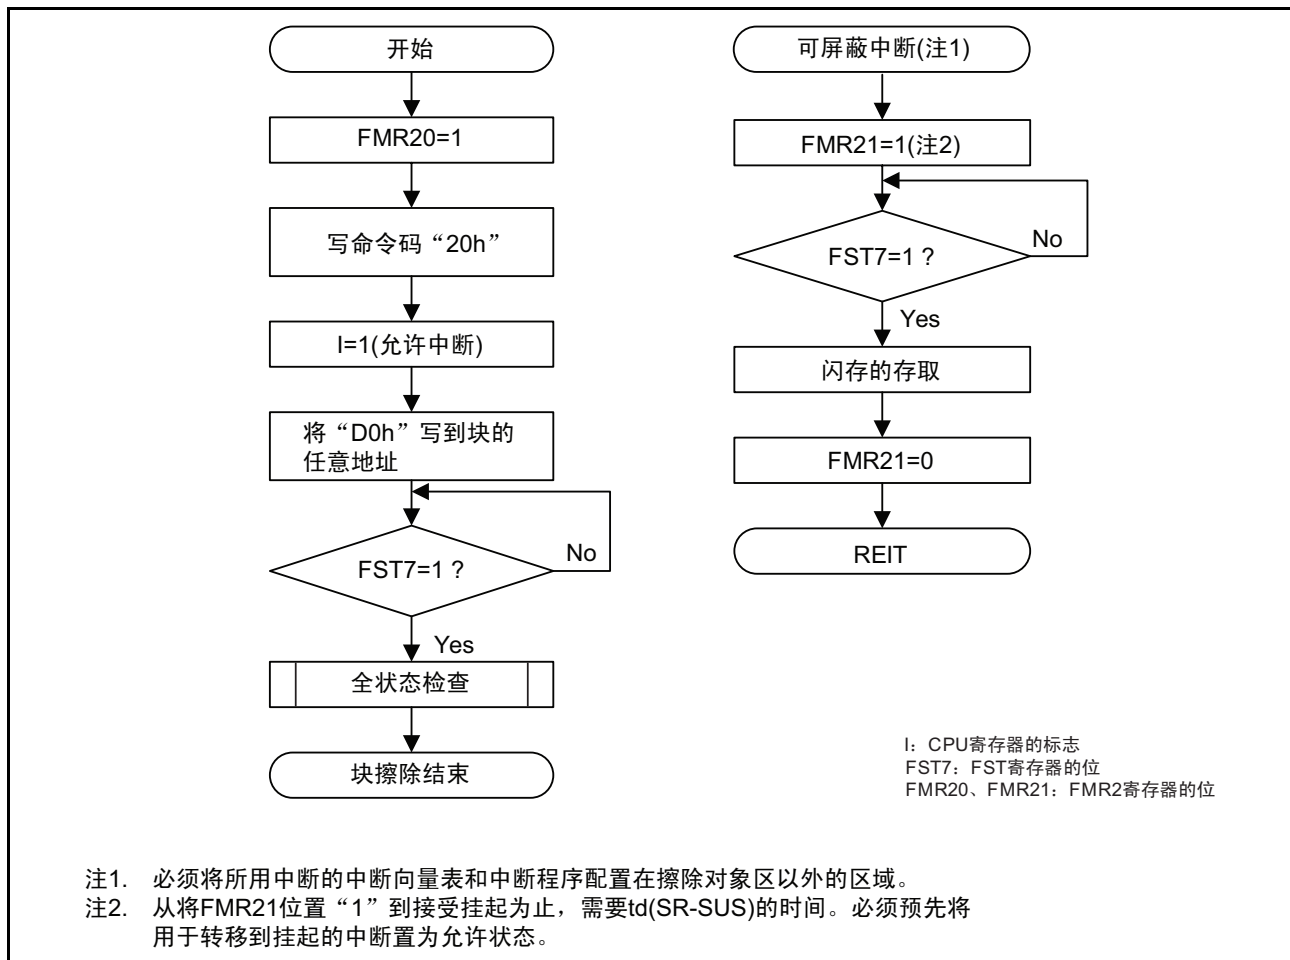 开始
FMR20=1
写命令码“20h”
I=1(允许中断)
将“D0h”写到块的
任意地址
FST7=1 ?
No
Yes
全状态检查
块擦除结束
可屏蔽中断(注1)
FMR21=1(注2)
FST7=1 ?
No
Yes
闪存的存取
FMR21=0
REIT
I：CPU寄存器的标志
FST7：FST寄存器的位
FMR20、FMR21：FMR2寄存器的位
注1. 必须将所用中断的中断向量表和中断程序配置在擦除对象区以外的区域。
注2. 从将FMR21位置“1”到接受挂起为止，需要td(SR-SUS)的时间。必须预先将
用于转移到挂起的中断置为允许状态。